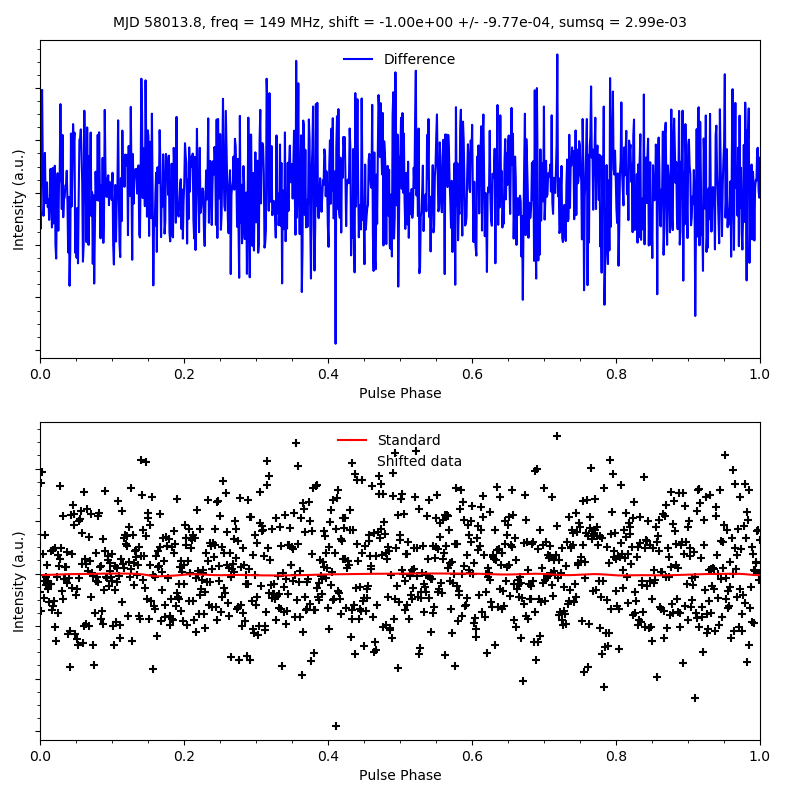 MJD 58013.8, freq = 149 MHz, shift = -1.00e+00 +/- -9.77e-04, sumsq = 2.99e-03
Difference
Intensity (a.u.)
0.0 0.2 0.4 0.6 0.8 1.0
Pulse Phase
Standard
Shifted data
Intensity (a.u.)
0.0 0.2 0.4 0.6 0.8 1.0
Pulse Phase